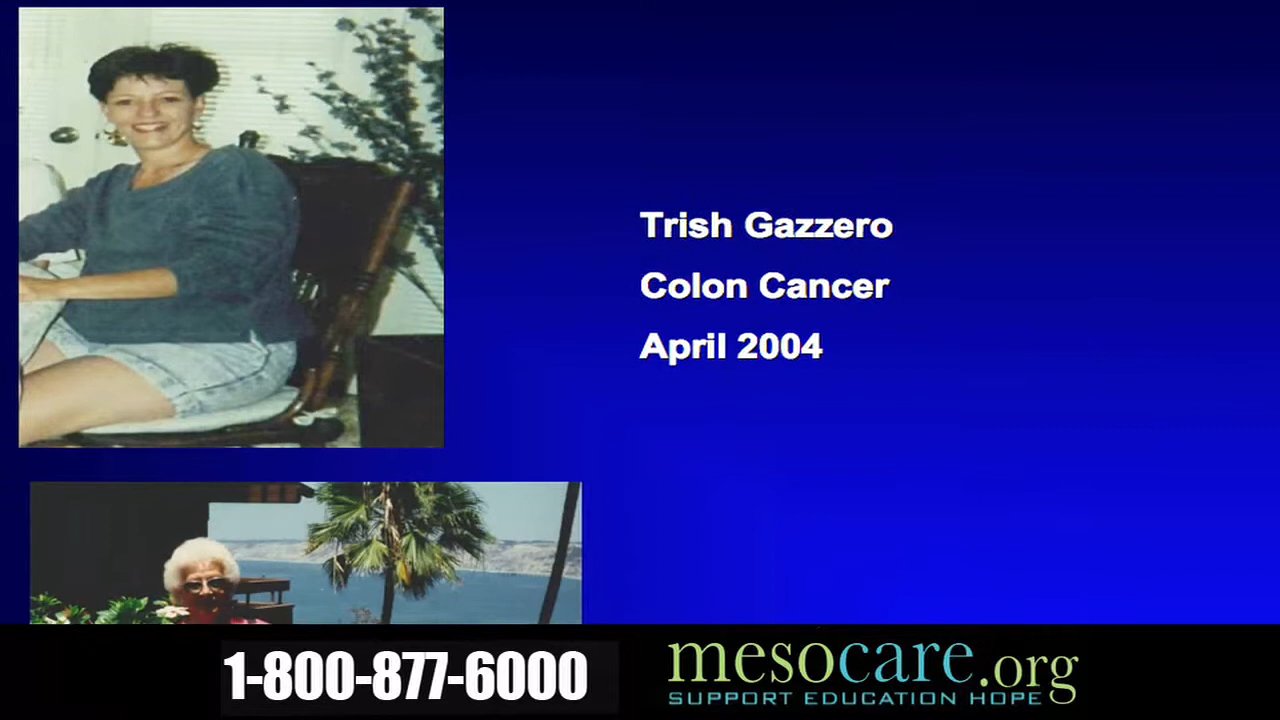 Trish Gazzero
Colon Cancer
April 2004
1-800-877-6000
mesocare.org
SUPPORT EDUCATION HOPE